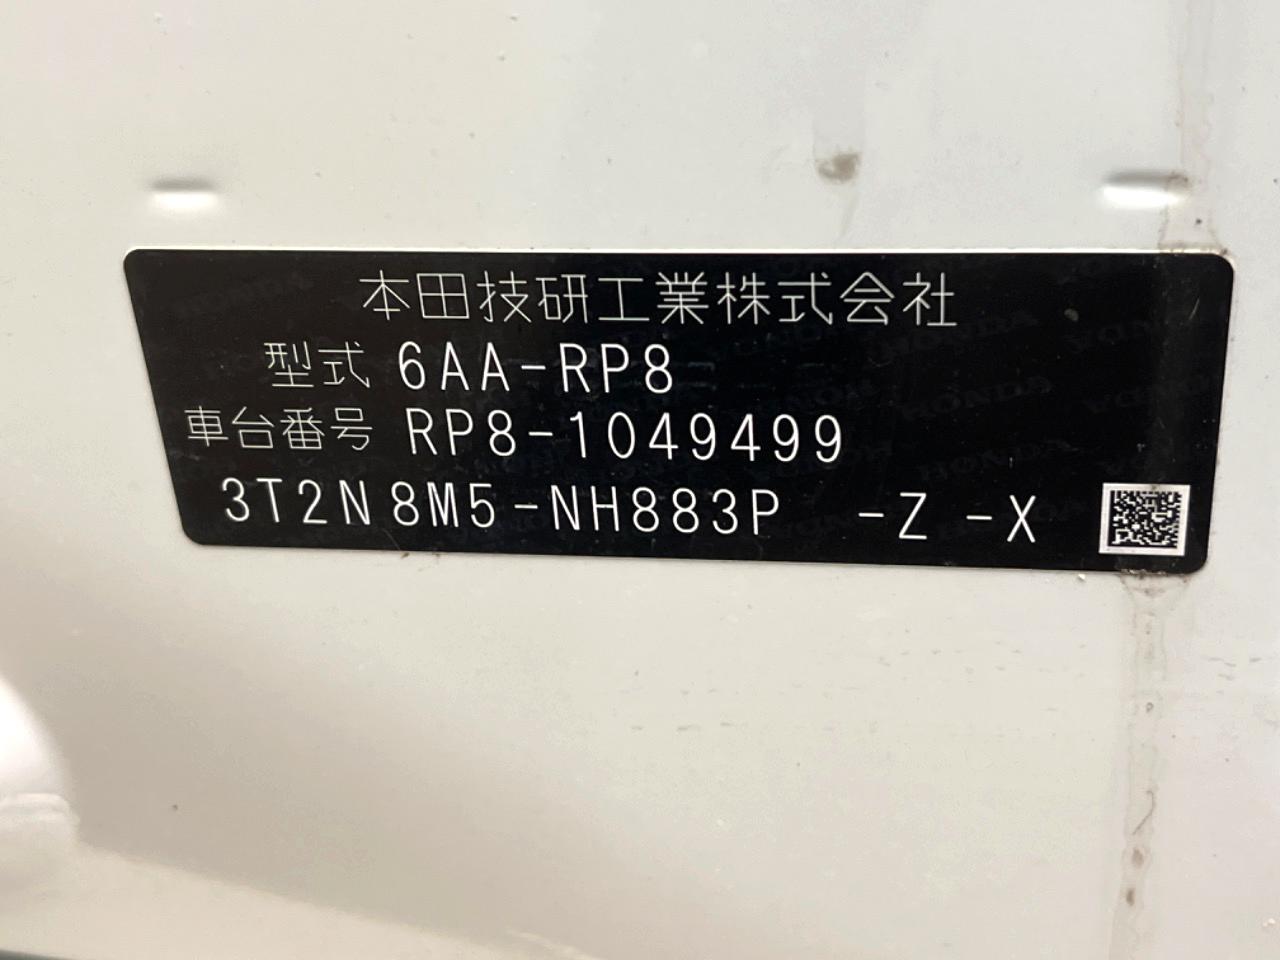 本田技研工業株式会社
型式 6AA-RP8
車台番号 RP8-1049499
3T2N8M5-NH883P -Z -X